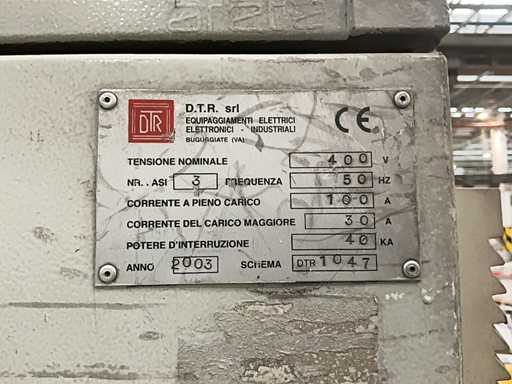 DTR
D.T.R. srl
EQUIPAGGIAMENTI ELETTRICI
ELETTRONICI - INDUSTRIALI
BUGUGGIATE (VA)
CE
TENSIONE NOMINALE 400 V
NR. ASI 3 FREQUENZA 50 HZ
CORRENTE A PIENO CARICO 100 A
CORRENTE DEL CARICO MAGGIORE 30 A
POTERE D'INTERRUZIONE 40 KA
ANNO 2003 SCHEMA DTR 1047